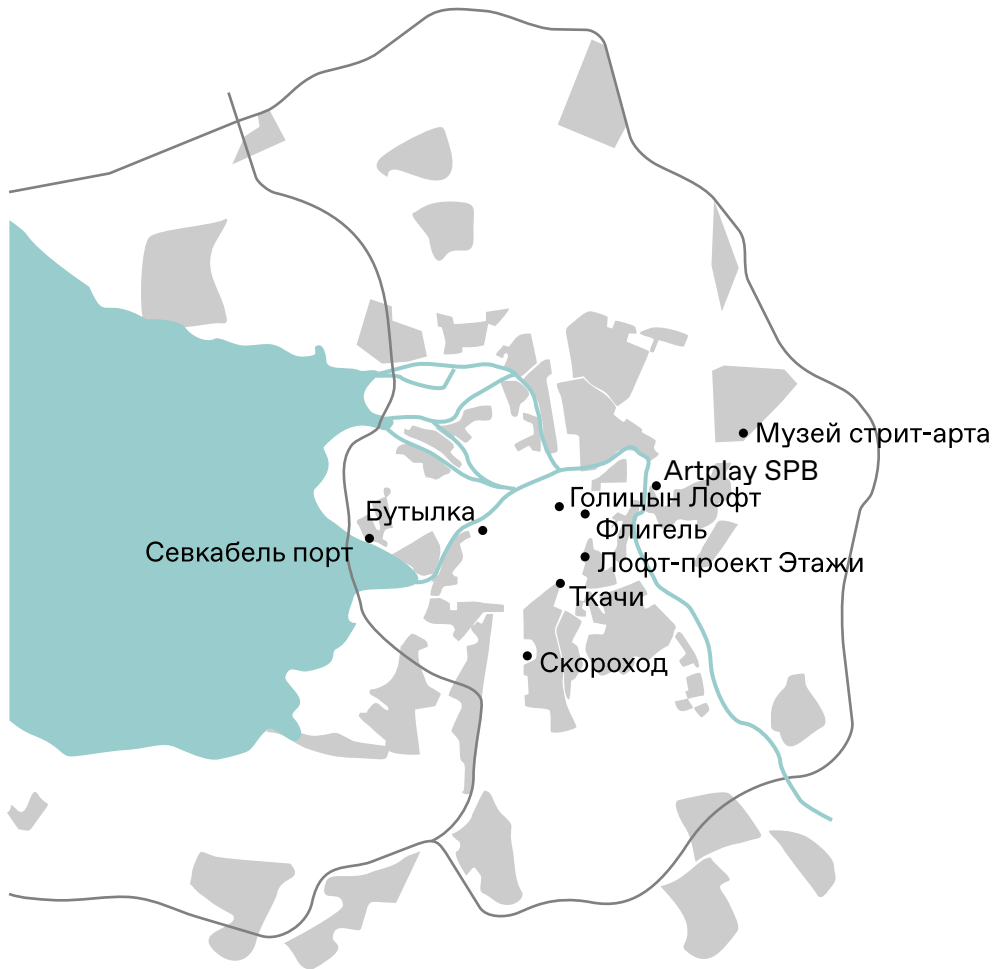 Музей стрит-арта
Artplay SPB
Голицын Лофт
Бутылка
Флигель
Севкабель порт
Лофт-проект Этажи
Ткачи
Скороход